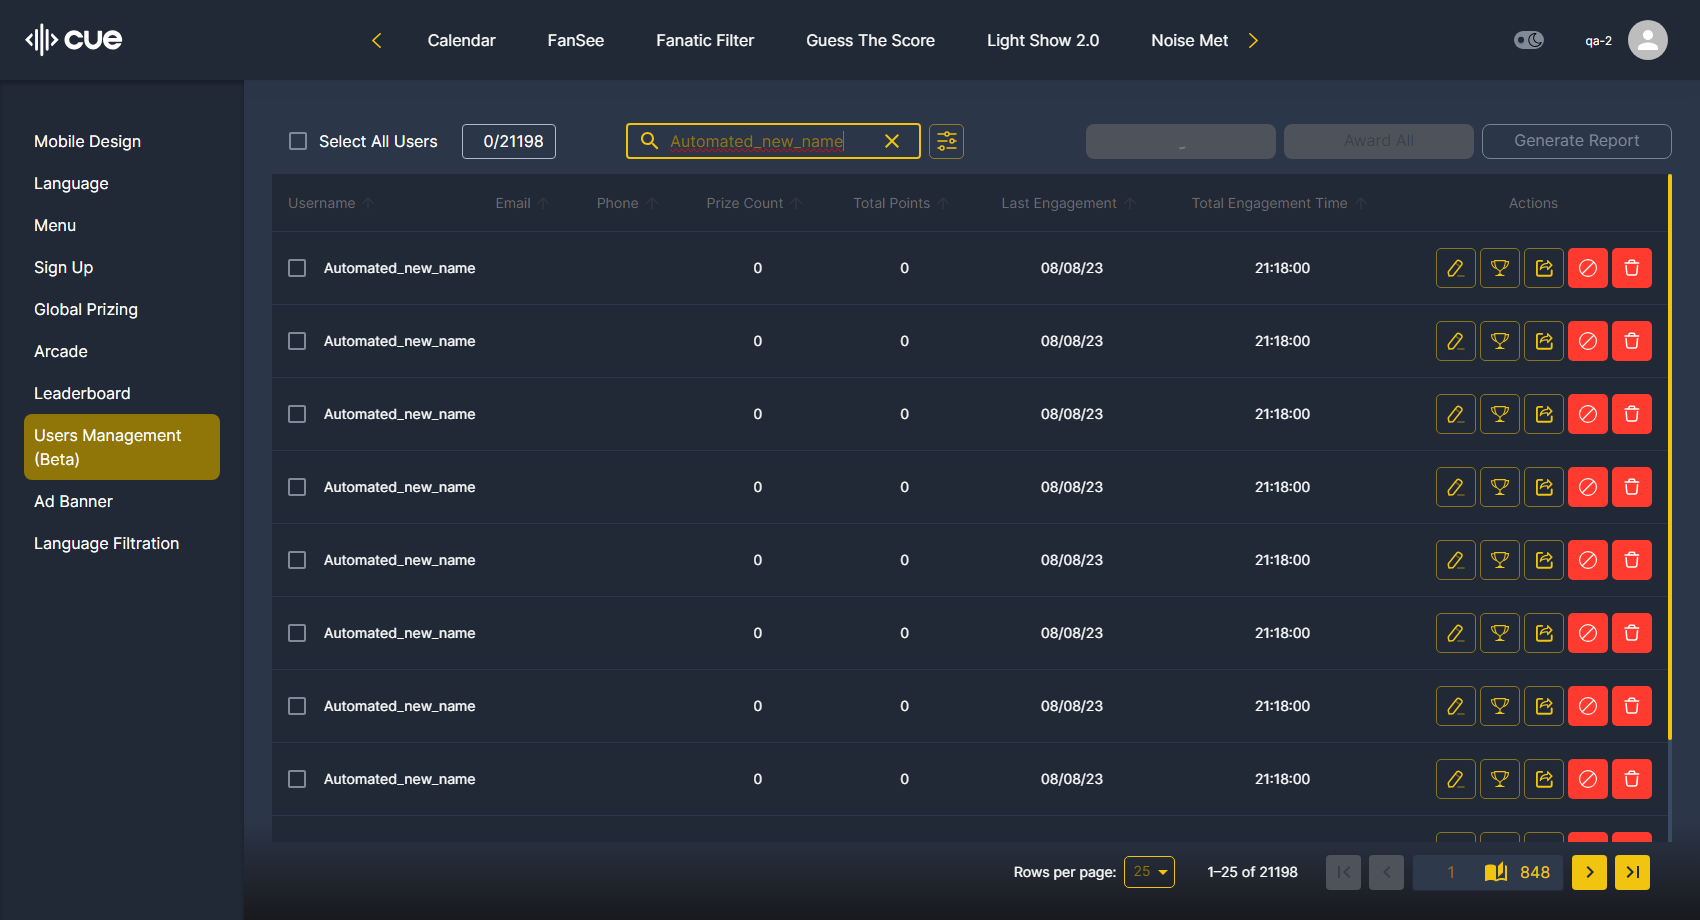 cue
Calendar FanSee Fanatic Filter Guess The Score Light Show 2.0 Noise Met
qa-2
Mobile Design
Language
Menu
Sign Up
Global Prizing
Arcade
Leaderboard
Users Management
(Beta)
Ad Banner
Language Filtration
Select All Users 0/21198 Automated_new_name Award All Generate Report
Username Email Phone Prize Count Total Points Last Engagement Total Engagement Time Actions
Automated_new_name 0 0 08/08/23 21:18:00
Automated_new_name 0 0 08/08/23 21:18:00
Automated_new_name 0 0 08/08/23 21:18:00
Automated_new_name 0 0 08/08/23 21:18:00
Automated_new_name 0 0 08/08/23 21:18:00
Automated_new_name 0 0 08/08/23 21:18:00
Automated_new_name 0 0 08/08/23 21:18:00
Automated_new_name 0 0 08/08/23 21:18:00
Rows per page: 25 1–25 of 21198 1 848